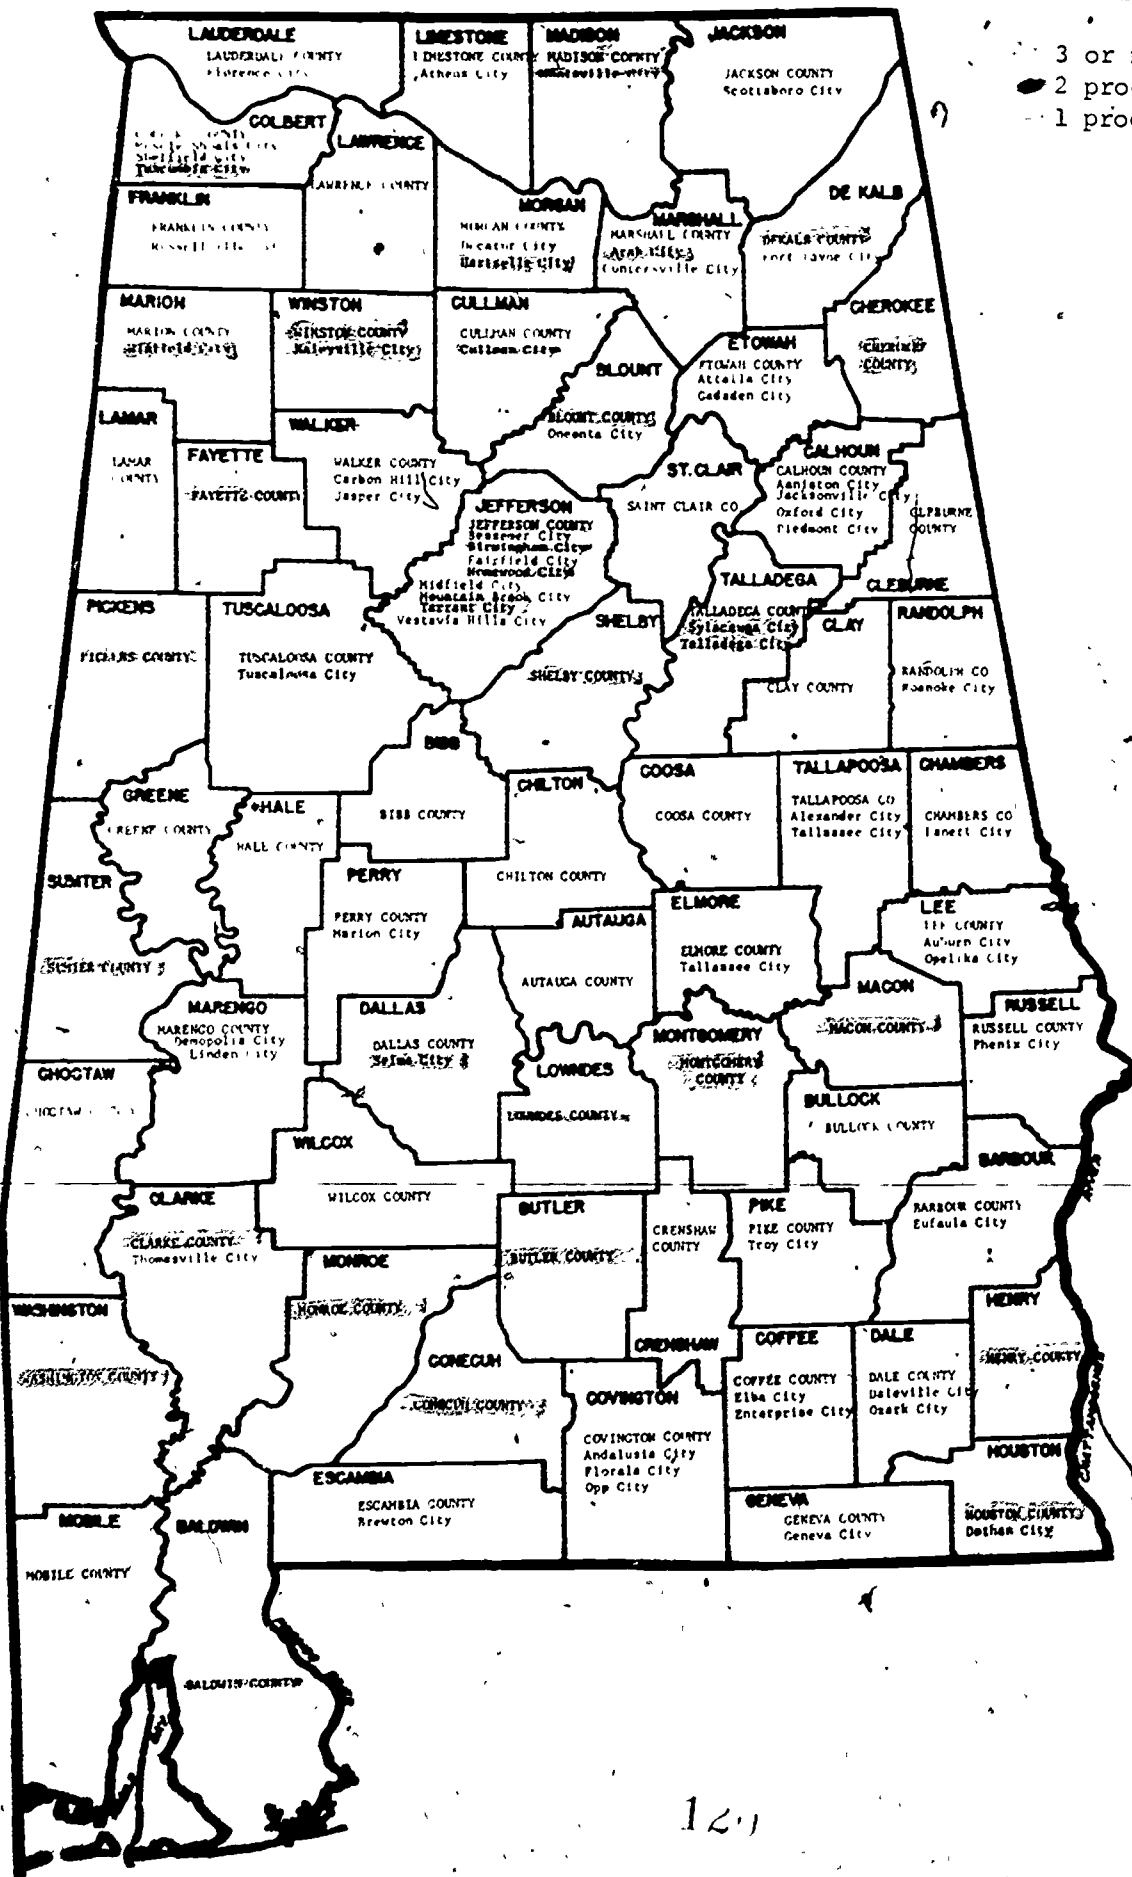 3 or
2 pro
1 pro
LAUDERDALE
LAUDERDALE COUNTY
Florence City
LIMESTONE
LIMESTONE COUNTY
Athens City
MADISON
MADISON COUNTY
Huntsville City
JACKSON
JACKSON COUNTY
Scottsboro City
COLBERT
Sheffield City
Tuscumbia City
LAWRENCE
LAWRENCE COUNTY
FRANKLIN
FRANKLIN COUNTY
MORGAN
MORGAN COUNTY
Decatur City
Hartselle City
MARSHALL
MARSHALL COUNTY
Arab City
Guntersville City
DE KALB
DEKALB COUNTY
Fort Payne City
MARION
MARION COUNTY
Winfield City
WINSTON
WINSTON COUNTY
Haleyville City
CULLMAN
CULLMAN COUNTY
Cullman City
BLOUNT
BLOUNT COUNTY
Oneonta City
ETOWAH
ETOWAH COUNTY
Attalla City
Gadsden City
CHEROKEE
CHEROKEE
COUNTY
LAMAR
LAMAR
COUNTY
FAYETTE
FAYETTE COUNTY
WALKER
WALKER COUNTY
Carbon Hill City
Jasper City
JEFFERSON
JEFFERSON COUNTY
Bessemer City
Birmingham City
Fairfield City
Homewood City
Midfield City
Mountain Brook City
Tarrant City
Vestavia Hills City
ST. CLAIR
SAINT CLAIR CO
CALHOUN
CALHOUN COUNTY
Anniston City
Jacksonville City
Oxford City
Piedmont City
CLEBURNE
COUNTY
CLEBURNE
PICKENS
PICKENS COUNTY
TUSCALOOSA
TUSCALOOSA COUNTY
Tuscaloosa City
SHELBY
SHELBY COUNTY
TALLADEGA
TALLADEGA COUNTY
Sylacauga City
Talladega City
CLAY
CLAY COUNTY
RANDOLPH
RANDOLPH CO
Roanoke City
BIBB
BIBB COUNTY
GREENE
GREENE COUNTY
HALE
HALE COUNTY
CHILTON
CHILTON COUNTY
COOSA
COOSA COUNTY
TALLAPOOSA
TALLAPOOSA CO
Alexander City
Tallassee City
CHAMBERS
CHAMBERS CO
Lanett City
SUMTER
SUMTER COUNTY
PERRY
PERRY COUNTY
Marion City
AUTAUGA
AUTAUGA COUNTY
ELMORE
ELMORE COUNTY
Tallassee City
LEE
LEE COUNTY
Auburn City
Opelika City
MACON
MACON COUNTY
RUSSELL
RUSSELL COUNTY
Phenix City
MARENGO
MARENGO COUNTY
Demopolis City
Linden City
DALLAS
DALLAS COUNTY
Selma City
LOWNDES
LOWNDES COUNTY
MONTGOMERY
MONTGOMERY
COUNTY
CHOCTAW
CHOCTAW COUNTY
BULLOCK
BULLOCK COUNTY
BARBOUR
BARBOUR COUNTY
Eufaula City
WILCOX
WILCOX COUNTY
CLARKE
CLARKE COUNTY
Thomasville City
BUTLER
BUTLER COUNTY
CRENSHAW
COUNTY
CRENSHAW
PIKE
PIKE COUNTY
Troy City
MONROE
MONROE COUNTY
WASHINGTON
WASHINGTON COUNTY
CONECUH
CONECUH COUNTY
COVINGTON
COVINGTON COUNTY
Andalusia City
Florala City
Opp City
COFFEE
COFFEE COUNTY
Elba City
Enterprise City
DALE
DALE COUNTY
Daleville City
Ozark City
HENRY
HENRY COUNTY
HOUSTON
HOUSTON COUNTY
Dothan City
GENEVA
GENEVA COUNTY
Geneva City
ESCAMBIA
ESCAMBIA COUNTY
Brewton City
MOBILE
MOBILE COUNTY
BALDWIN
BALDWIN COUNTY
CHATTAHOOCHEE
RIVER